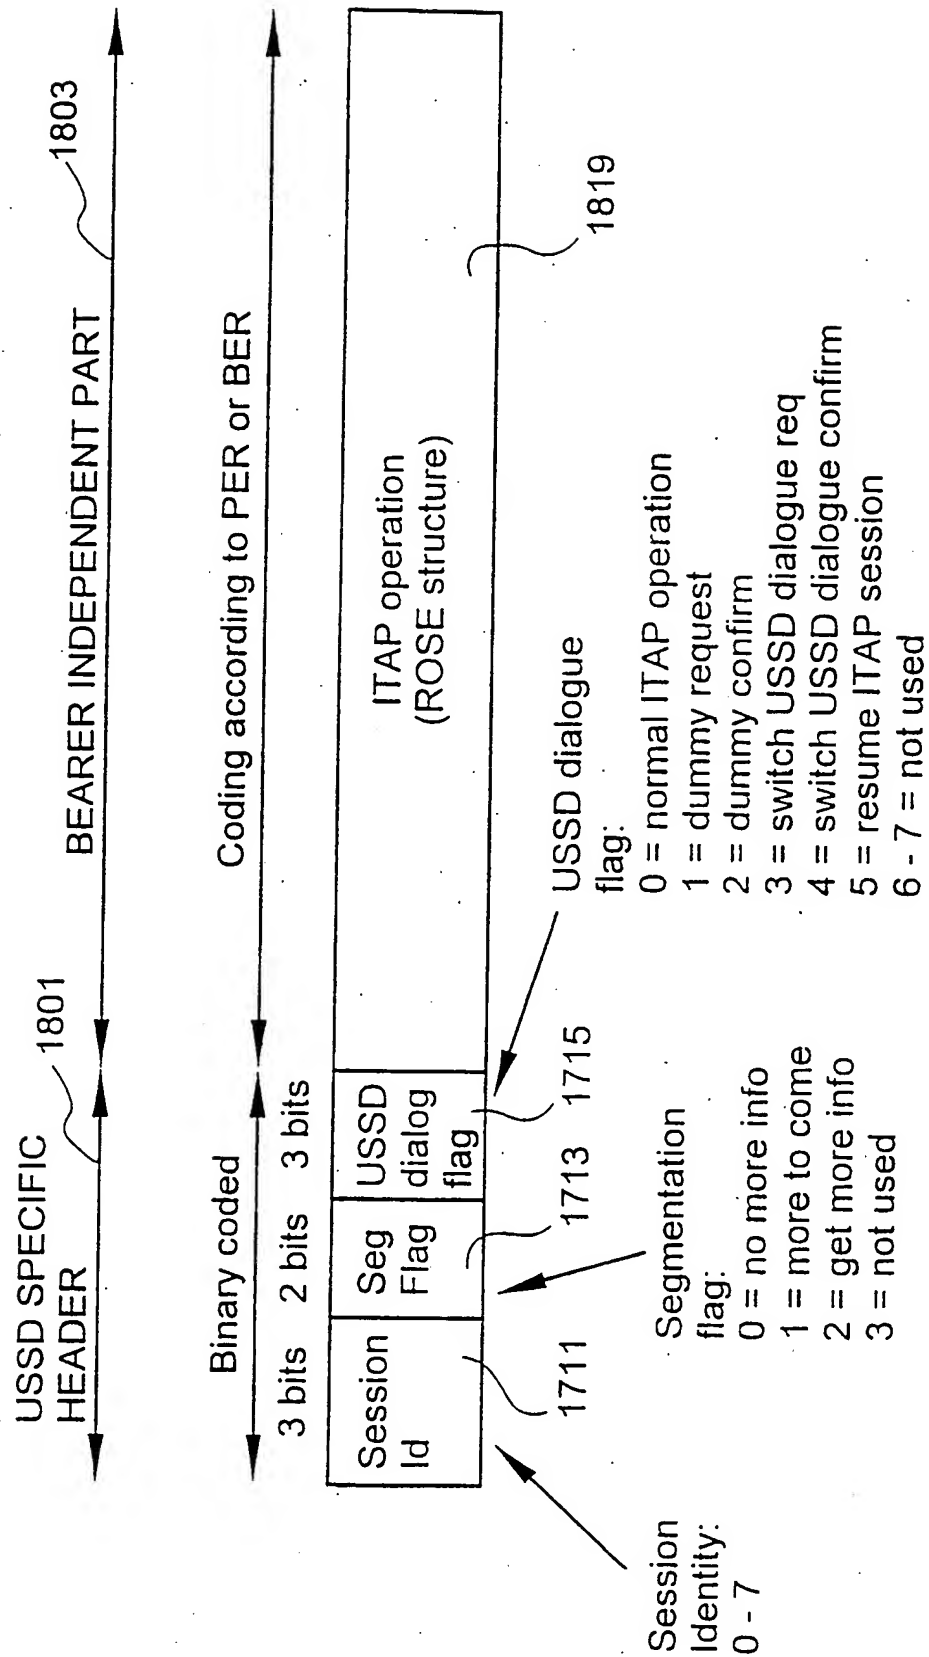 USSD SPECIFIC
HEADER
1801
BEARER INDEPENDENT PART
1803
Binary coded
Coding according to PER or BER
3 bits
2 bits
3 bits
Session
Id
Seg
Flag
USSD
dialog
flag
ITAP operation
(ROSE structure)
1711
1713
1715
1819
Session
Identity:
0 - 7
Segmentation
flag:
0 = no more info
1 = more to come
2 = get more info
3 = not used
USSD dialogue
flag:
0 = normal ITAP operation
1 = dummy request
2 = dummy confirm
3 = switch USSD dialogue req
4 = switch USSD dialogue confirm
5 = resume ITAP session
6 - 7 = not used